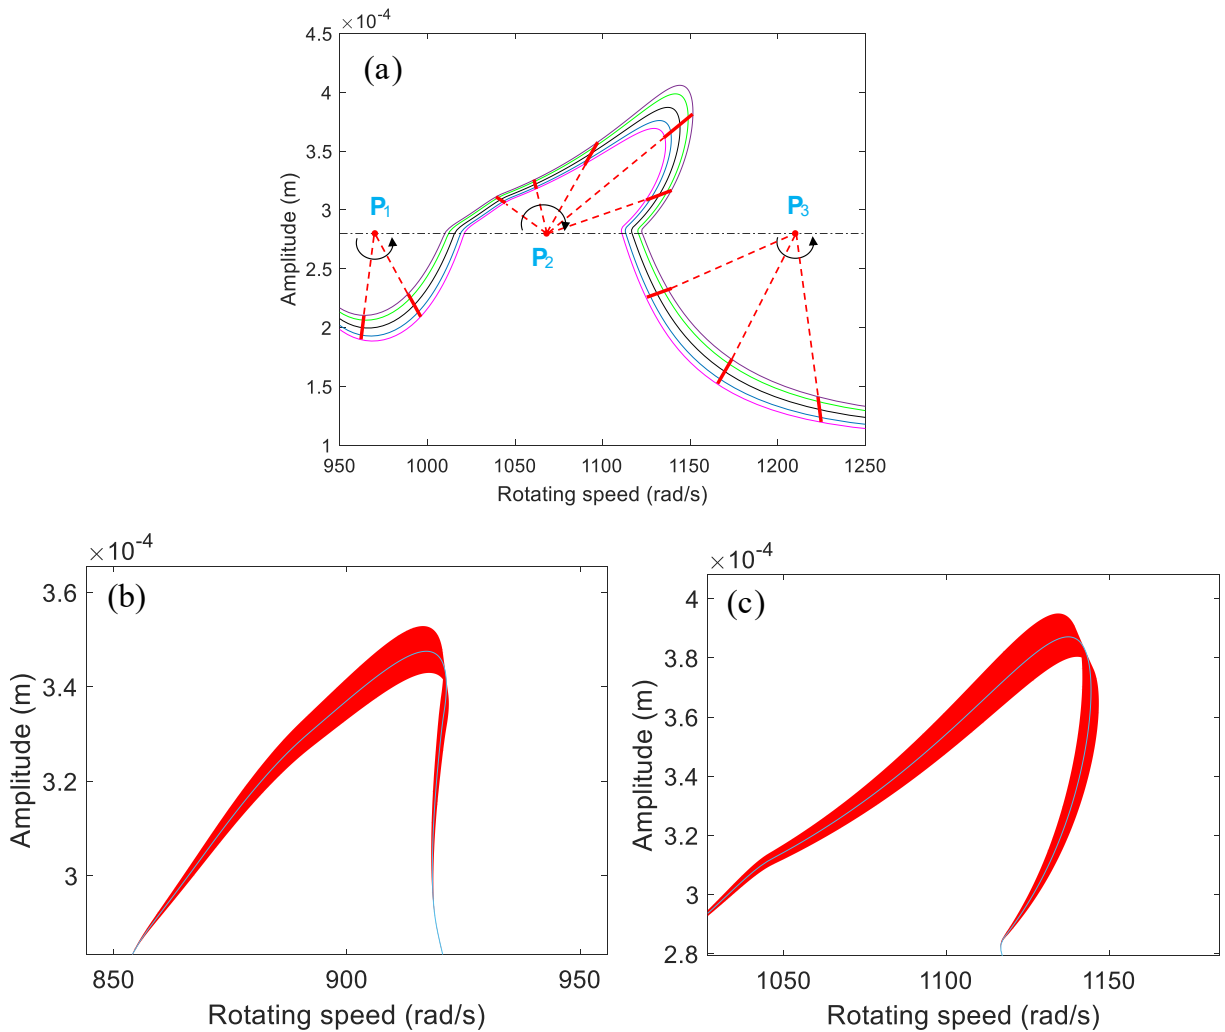 ×10-4
(a)
4.5
4
3.5
3
2.5
2
1.5
1
Amplitude (m)
P1
P2
P3
950 1000 1050 1100 1150 1200 1250
Rotating speed (rad/s)
×10-4
(b)
3.6
3.4
3.2
3
Amplitude (m)
850 900 950
Rotating speed (rad/s)
×10-4
(c)
4
3.8
3.6
3.4
3.2
3
2.8
Amplitude (m)
1050 1100 1150
Rotating speed (rad/s)